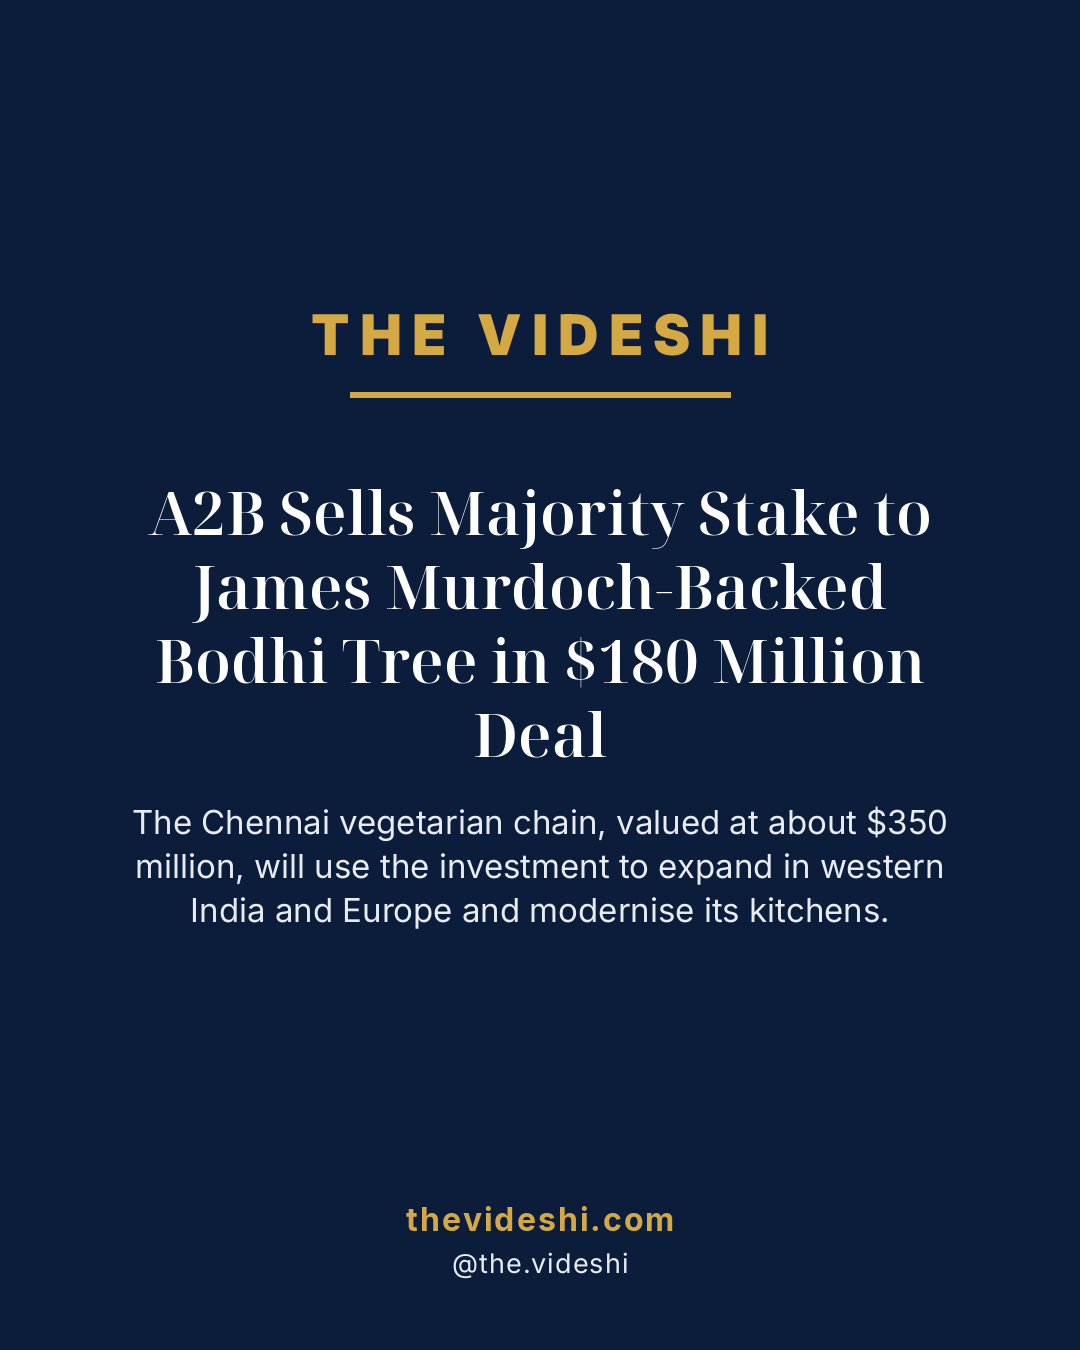 THE VIDESHI
A2B Sells Majority Stake to
James Murdoch-Backed
Bodhi Tree in $180 Million
Deal
The Chennai vegetarian chain, valued at about $350
million, will use the investment to expand in western
India and Europe and modernise its kitchens.
thevideshi.com
@the.videshi